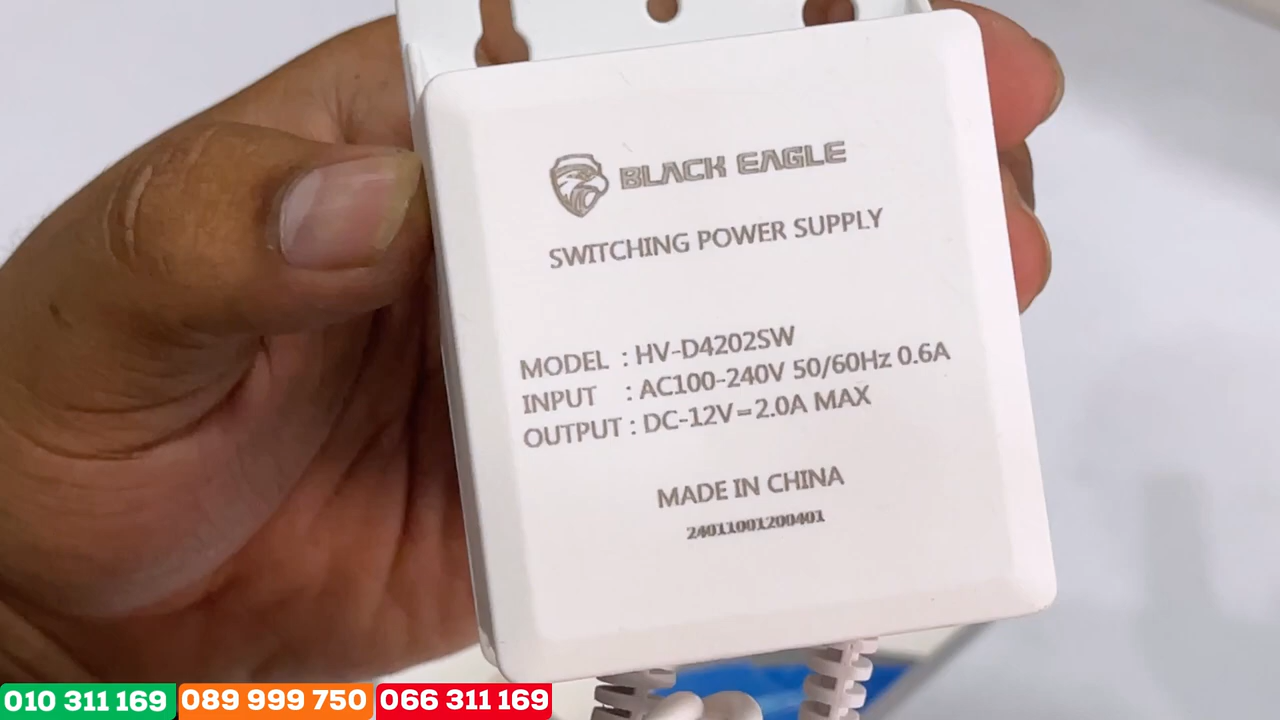 BLACK EAGLE
SWITCHING POWER SUPPLY
MODEL : HV-D4202SW
INPUT : AC100-240V 50/60Hz 0.6A
OUTPUT : DC-12V=2.0A MAX
MADE IN CHINA
24011001200401
010 311 169 089 999 750 066 311 169